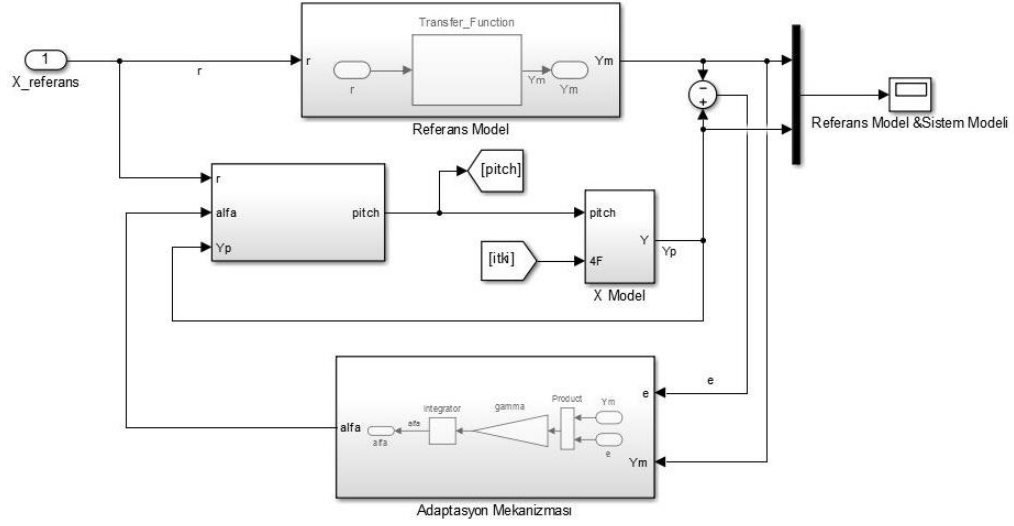 1
X_referans
r
r
Transfer_Function
r
Ym
Ym
Ym
Referans Model
−
+
Referans Model &Sistem Modeli
r
alfa
Yp
pitch
[pitch]
[itki]
pitch
4F
Y
X Model
Yp
e
alfa
alfa
alfa
Integrator
gamma
Product
Ym
e
e
Ym
Adaptasyon Mekanizması